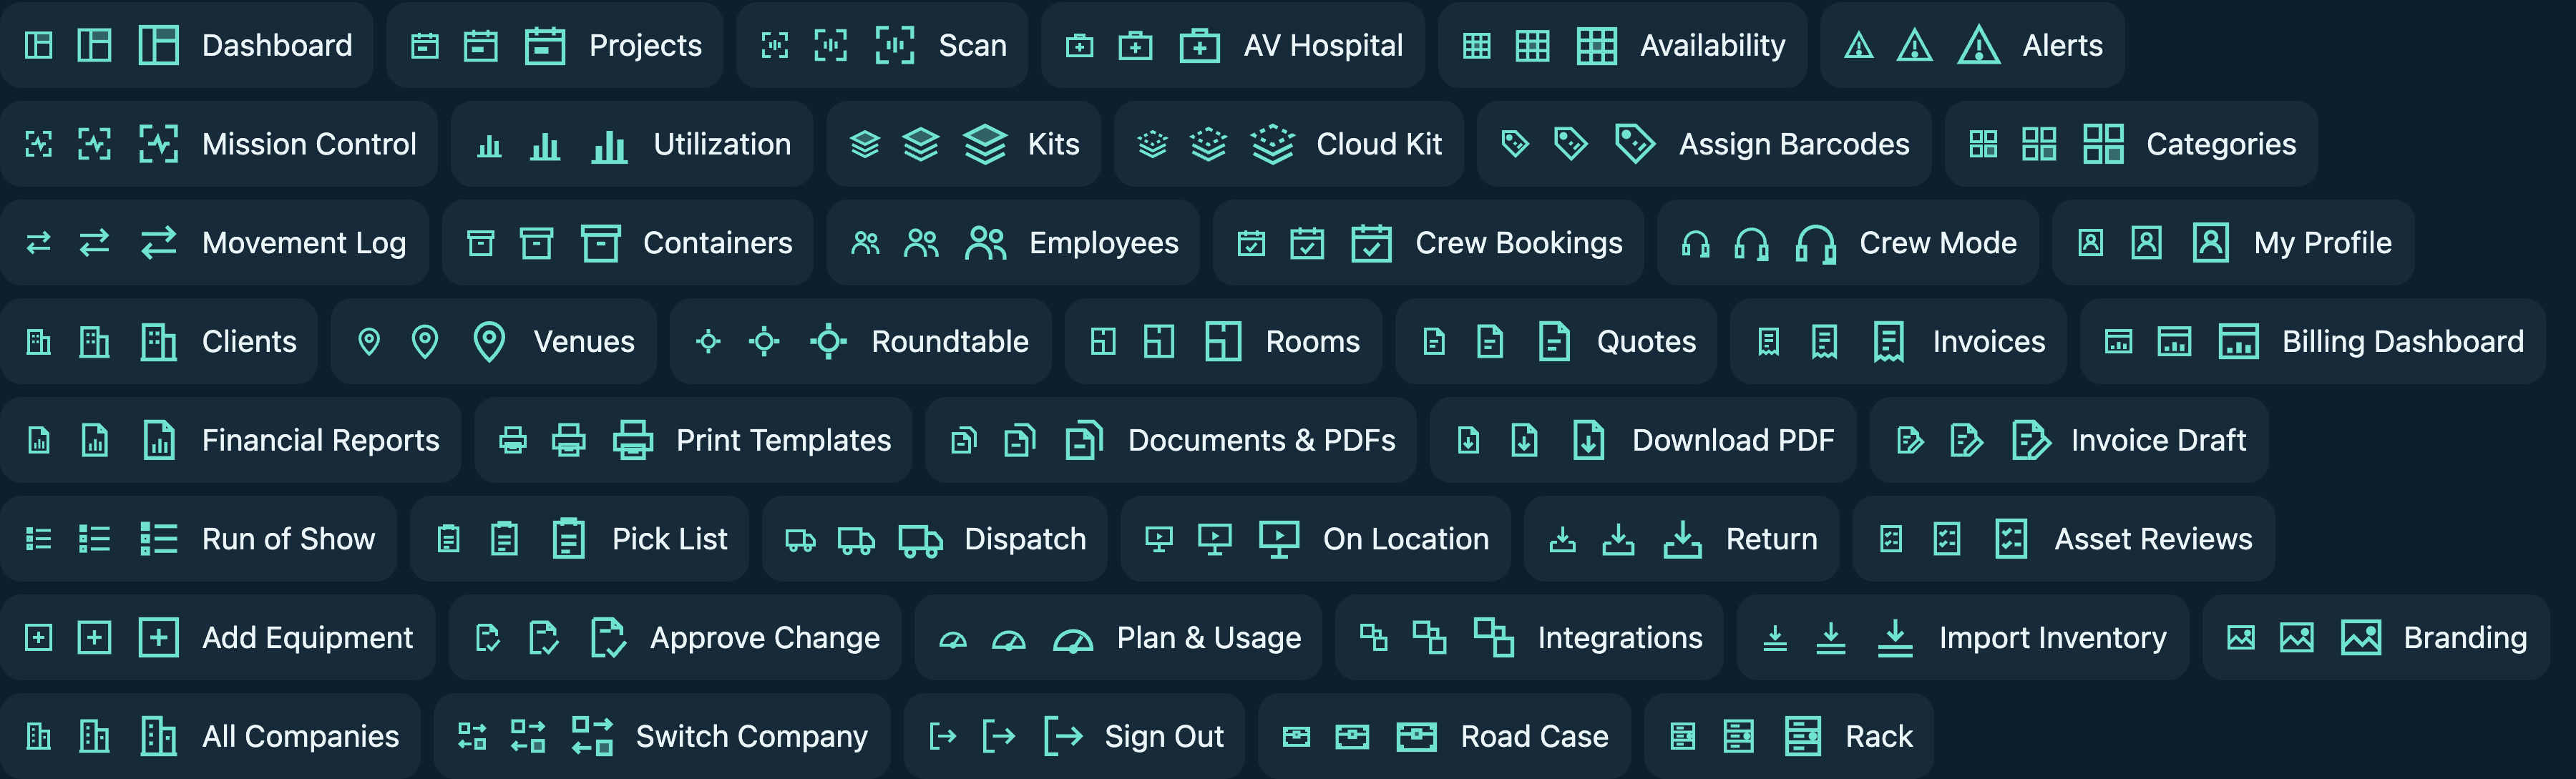 Dashboard Projects Scan AV Hospital Availability Alerts
Mission Control Utilization Kits Cloud Kit Assign Barcodes Categories
Movement Log Containers Employees Crew Bookings Crew Mode My Profile
Clients Venues Roundtable Rooms Quotes Invoices Billing Dashboard
Financial Reports Print Templates Documents & PDFs Download PDF Invoice Draft
Run of Show Pick List Dispatch On Location Return Asset Reviews
Add Equipment Approve Change Plan & Usage Integrations Import Inventory Branding
All Companies Switch Company Sign Out Road Case Rack